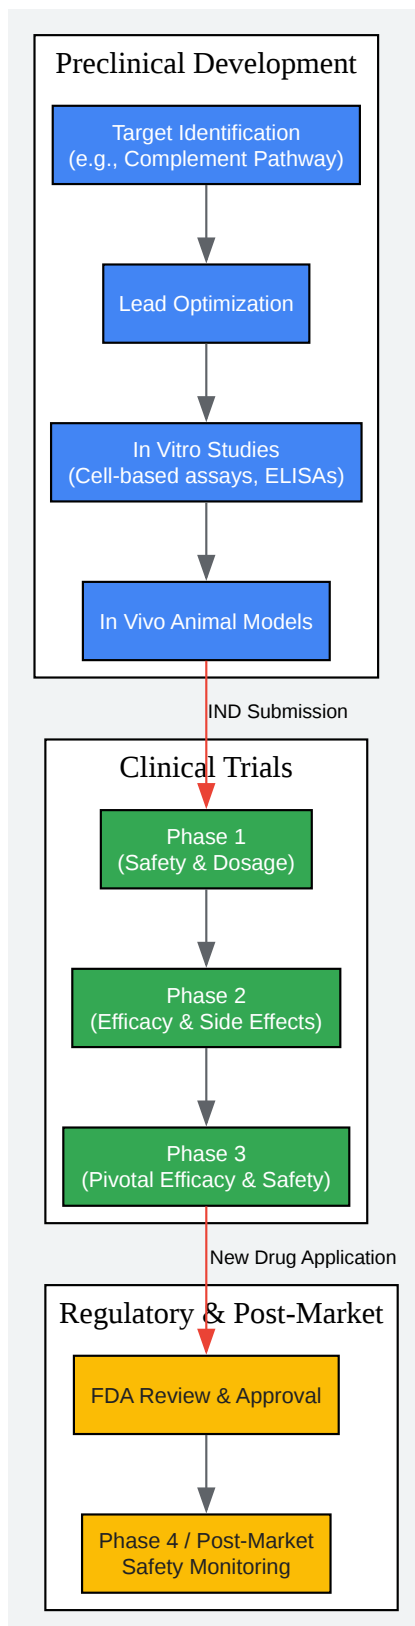 Preclinical Development
Target Identification
(e.g., Complement Pathway)
Lead Optimization
In Vitro Studies
(Cell-based assays, ELISAs)
In Vivo Animal Models
IND Submission
Clinical Trials
Phase 1
(Safety & Dosage)
Phase 2
(Efficacy & Side Effects)
Phase 3
(Pivotal Efficacy & Safety)
New Drug Application
Regulatory & Post-Market
FDA Review & Approval
Phase 4 / Post-Market
Safety Monitoring